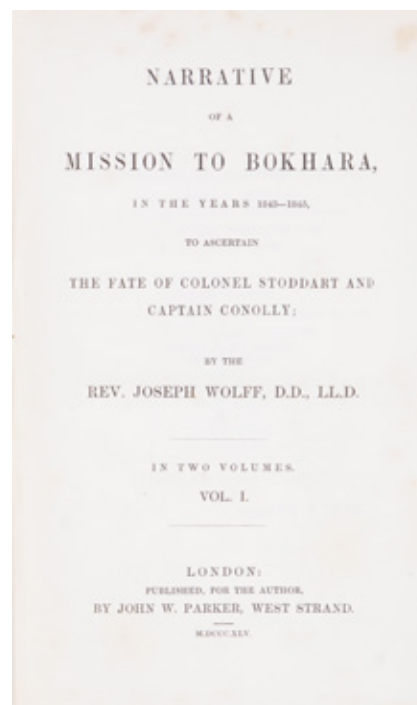 NARRATIVE
OF A
MISSION TO BOKHARA,
IN THE YEARS 1843—1845,
TO ASCERTAIN
THE FATE OF COLONEL STODDART AND
CAPTAIN CONOLLY;
BY THE
REV. JOSEPH WOLFF, D.D., LL.D.
IN TWO VOLUMES.
VOL. I.
LONDON:
PUBLISHED, FOR THE AUTHOR,
BY JOHN W. PARKER, WEST STRAND.
M.DCCC.XLV.